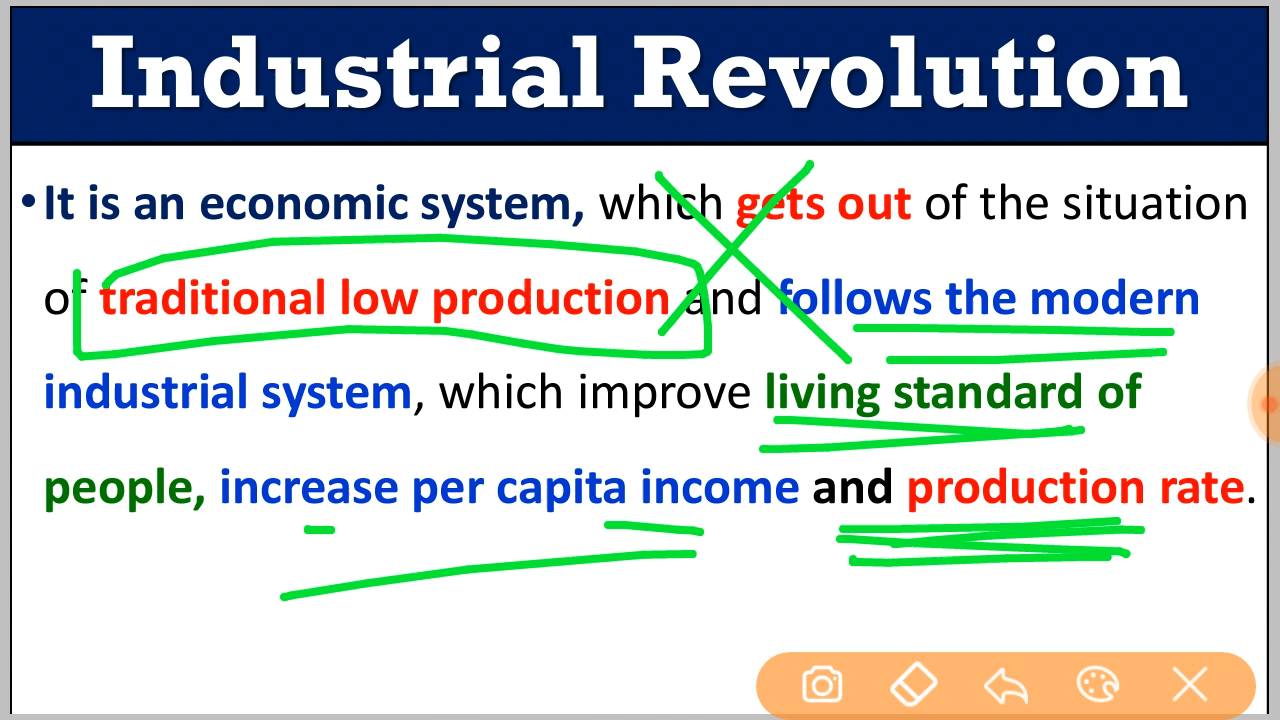 Industrial Revolution
• It is an economic system, which gets out of the situation
of traditional low production and follows the modern
industrial system, which improve living standard of
people, increase per capita income and production rate.